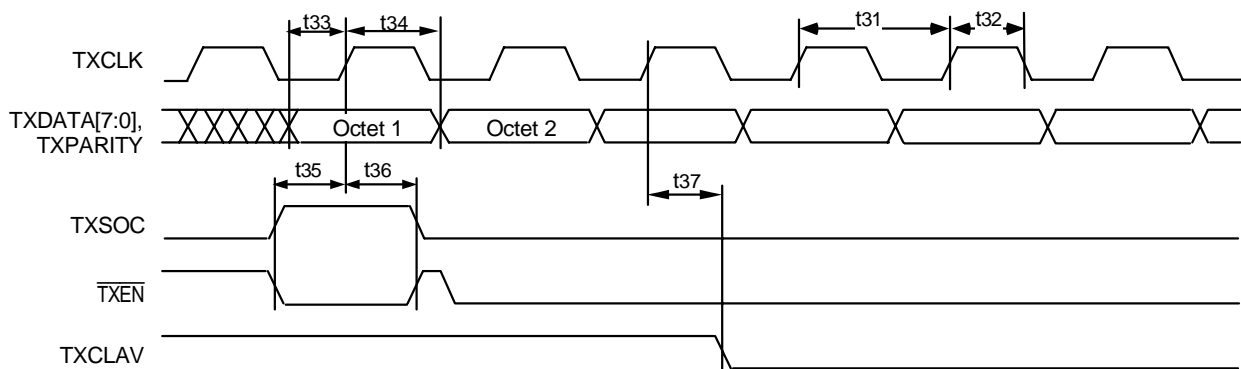 t33
t34
t31
t32
TXCLK
TXDATA[7:0],
TXPARITY
Octet 1
Octet 2
t35
t36
t37
TXSOC
TXEN
TXCLAV